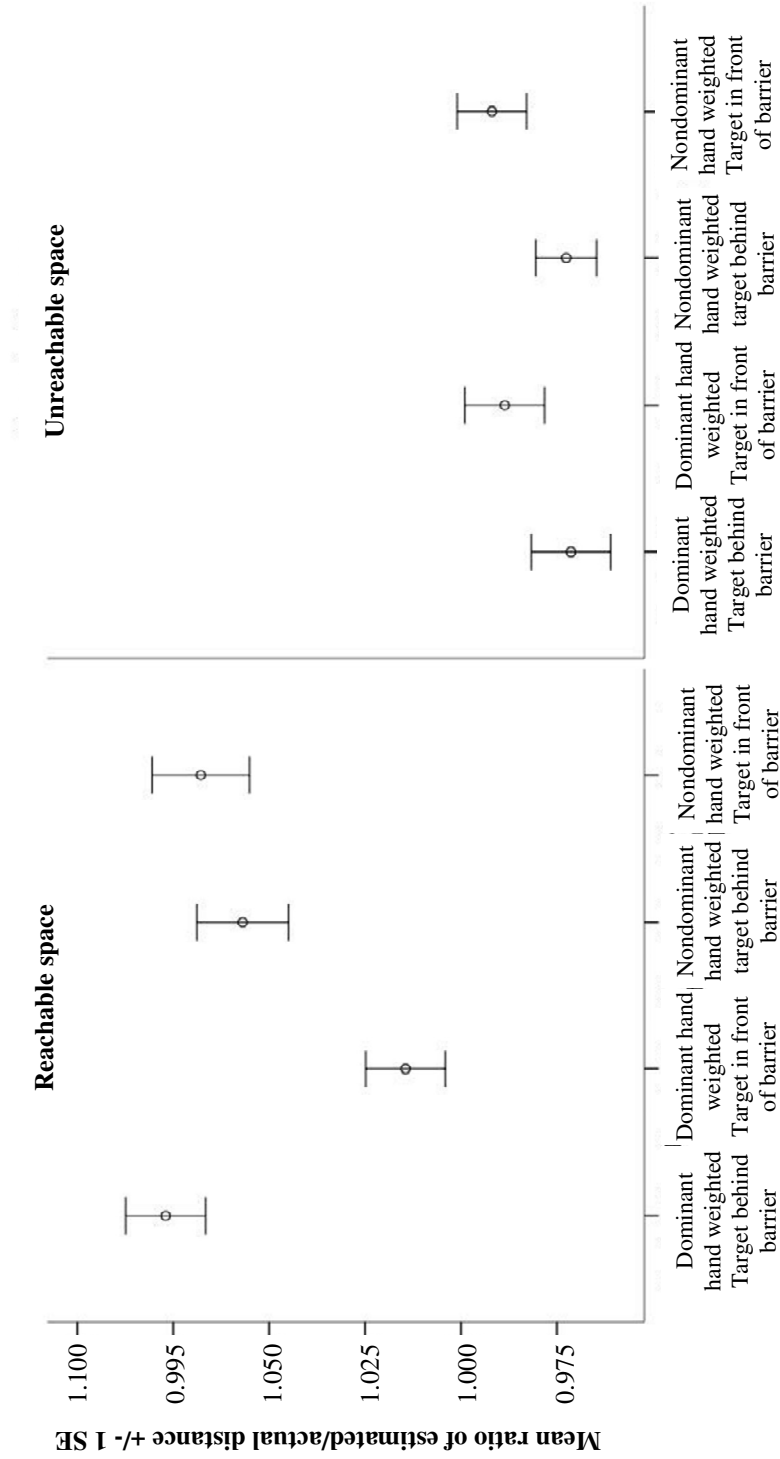 Mean ratio of estimated/actual distance +/- 1 SE
1.100
0.995
1.050
1.025
1.000
0.975
Reachable space
Dominant
hand weighted
Target behind
barrier
Dominant hand
weighted
Target in front
of barrier
Nondominant
hand weighted
target behind
barrier
Nondominant
hand weighted
Target in front
of barrier
Unreachable space
Dominant
hand weighted
Target behind
barrier
Dominant hand
weighted
Target in front
of barrier
Nondominant
hand weighted
target behind
barrier
Nondominant
hand weighted
Target in front
of barrier